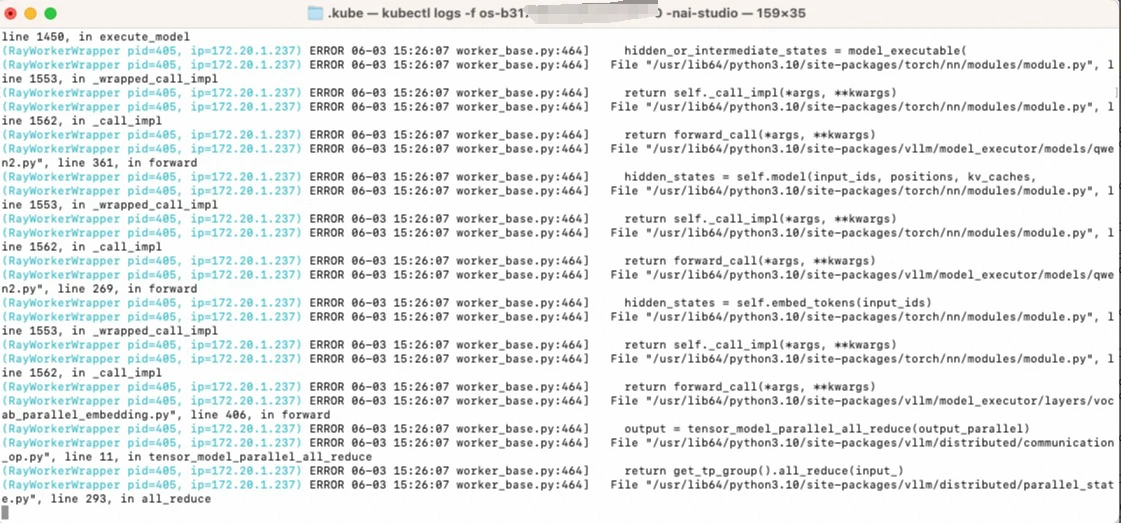 .kube — kubectl logs -f os-b31 -nai-studio — 159×35
line 1450, in execute_model
(RayWorkerWrapper pid=405, ip=172.20.1.237) ERROR 06-03 15:26:07 worker_base.py:464]     hidden_or_intermediate_states = model_executable(
(RayWorkerWrapper pid=405, ip=172.20.1.237) ERROR 06-03 15:26:07 worker_base.py:464]   File "/usr/lib64/python3.10/site-packages/torch/nn/modules/module.py", l
ine 1553, in _wrapped_call_impl
(RayWorkerWrapper pid=405, ip=172.20.1.237) ERROR 06-03 15:26:07 worker_base.py:464]     return self._call_impl(*args, **kwargs)
(RayWorkerWrapper pid=405, ip=172.20.1.237) ERROR 06-03 15:26:07 worker_base.py:464]   File "/usr/lib64/python3.10/site-packages/torch/nn/modules/module.py", l
ine 1562, in _call_impl
(RayWorkerWrapper pid=405, ip=172.20.1.237) ERROR 06-03 15:26:07 worker_base.py:464]     return forward_call(*args, **kwargs)
(RayWorkerWrapper pid=405, ip=172.20.1.237) ERROR 06-03 15:26:07 worker_base.py:464]   File "/usr/lib64/python3.10/site-packages/vllm/model_executor/models/qwe
n2.py", line 361, in forward
(RayWorkerWrapper pid=405, ip=172.20.1.237) ERROR 06-03 15:26:07 worker_base.py:464]     hidden_states = self.model(input_ids, positions, kv_caches,
(RayWorkerWrapper pid=405, ip=172.20.1.237) ERROR 06-03 15:26:07 worker_base.py:464]   File "/usr/lib64/python3.10/site-packages/torch/nn/modules/module.py", l
ine 1553, in _wrapped_call_impl
(RayWorkerWrapper pid=405, ip=172.20.1.237) ERROR 06-03 15:26:07 worker_base.py:464]     return self._call_impl(*args, **kwargs)
(RayWorkerWrapper pid=405, ip=172.20.1.237) ERROR 06-03 15:26:07 worker_base.py:464]   File "/usr/lib64/python3.10/site-packages/torch/nn/modules/module.py", l
ine 1562, in _call_impl
(RayWorkerWrapper pid=405, ip=172.20.1.237) ERROR 06-03 15:26:07 worker_base.py:464]     return forward_call(*args, **kwargs)
(RayWorkerWrapper pid=405, ip=172.20.1.237) ERROR 06-03 15:26:07 worker_base.py:464]   File "/usr/lib64/python3.10/site-packages/vllm/model_executor/models/qwe
n2.py", line 269, in forward
(RayWorkerWrapper pid=405, ip=172.20.1.237) ERROR 06-03 15:26:07 worker_base.py:464]     hidden_states = self.embed_tokens(input_ids)
(RayWorkerWrapper pid=405, ip=172.20.1.237) ERROR 06-03 15:26:07 worker_base.py:464]   File "/usr/lib64/python3.10/site-packages/torch/nn/modules/module.py", l
ine 1553, in _wrapped_call_impl
(RayWorkerWrapper pid=405, ip=172.20.1.237) ERROR 06-03 15:26:07 worker_base.py:464]     return self._call_impl(*args, **kwargs)
(RayWorkerWrapper pid=405, ip=172.20.1.237) ERROR 06-03 15:26:07 worker_base.py:464]   File "/usr/lib64/python3.10/site-packages/torch/nn/modules/module.py", l
ine 1562, in _call_impl
(RayWorkerWrapper pid=405, ip=172.20.1.237) ERROR 06-03 15:26:07 worker_base.py:464]     return forward_call(*args, **kwargs)
(RayWorkerWrapper pid=405, ip=172.20.1.237) ERROR 06-03 15:26:07 worker_base.py:464]   File "/usr/lib64/python3.10/site-packages/vllm/model_executor/layers/voc
ab_parallel_embedding.py", line 406, in forward
(RayWorkerWrapper pid=405, ip=172.20.1.237) ERROR 06-03 15:26:07 worker_base.py:464]     output = tensor_model_parallel_all_reduce(output_parallel)
(RayWorkerWrapper pid=405, ip=172.20.1.237) ERROR 06-03 15:26:07 worker_base.py:464]   File "/usr/lib64/python3.10/site-packages/vllm/distributed/communication
_op.py", line 11, in tensor_model_parallel_all_reduce
(RayWorkerWrapper pid=405, ip=172.20.1.237) ERROR 06-03 15:26:07 worker_base.py:464]     return get_tp_group().all_reduce(input_)
(RayWorkerWrapper pid=405, ip=172.20.1.237) ERROR 06-03 15:26:07 worker_base.py:464]   File "/usr/lib64/python3.10/site-packages/vllm/distributed/parallel_stat
e.py", line 293, in all_reduce